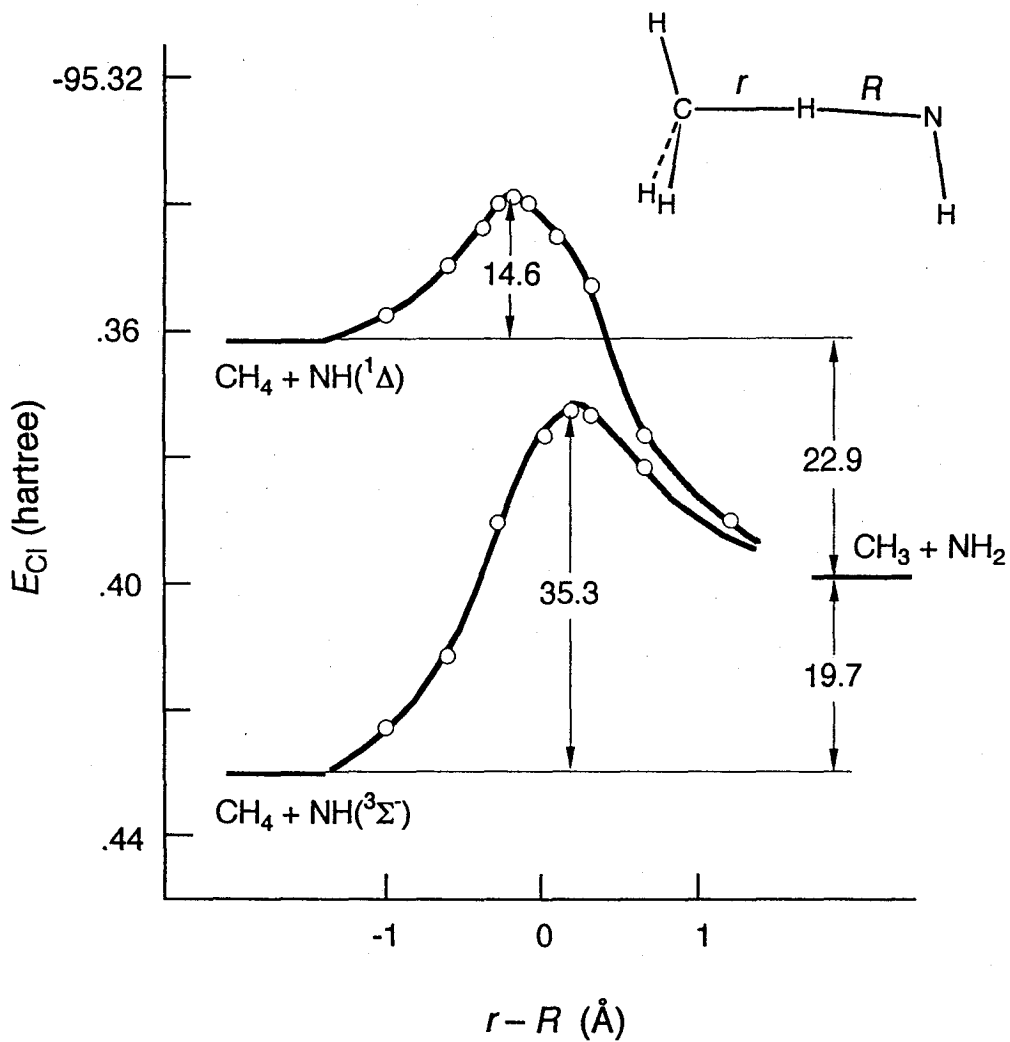 H
r
R
C
H
N
H
H
H
-95.32
14.6
.36
CH₄ + NH(¹Δ)
22.9
E_CI (hartree)
CH₃ + NH₂
.40
35.3
19.7
CH₄ + NH(³Σ⁻)
.44
-1
0
1
r – R (Å)